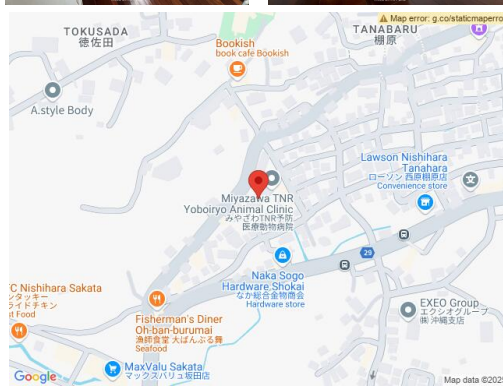 Map error: g.co/staticmaperro
TOKUSADA
徳佐田
TANABARU
棚原
Bookish
book cafe Bookish
A.style Body
Lawson Nishihara
Tanahara
ローソン 西原棚原店
Convenience store
Miyazawa TNR
Yoboiryo Animal Clinic
みやざわTNR予防
医療動物病院
29
Naka Sogo
Hardware Shokai
なか総合金物商会
Hardware store
FC Nishihara Sakata
ンタッキー
ライドチキン
st Food
Fisherman's Diner
Oh-ban-burumai
漁師食堂 大ばんぶる舞
Seafood
EXEO Group
エクシオグループ
㈱ 沖縄支店
MaxValu Sakata
マックスバリュ坂田店
Google
Map data ©202